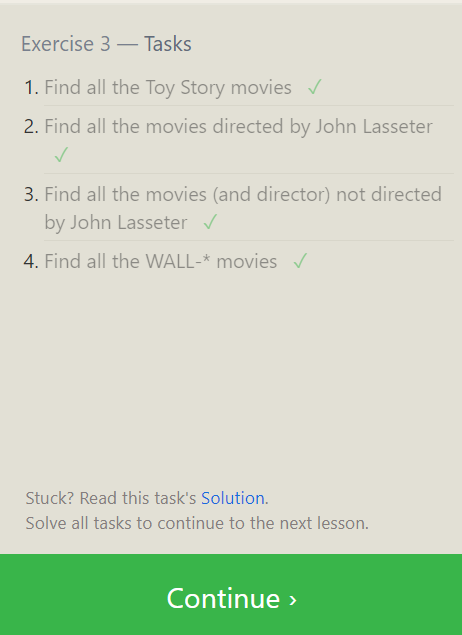 Exercise 3 — Tasks
1. Find all the Toy Story movies ✓
2. Find all the movies directed by John Lasseter
✓
3. Find all the movies (and director) not directed
by John Lasseter ✓
4. Find all the WALL-* movies ✓
Stuck? Read this task's Solution.
Solve all tasks to continue to the next lesson.
Continue ›